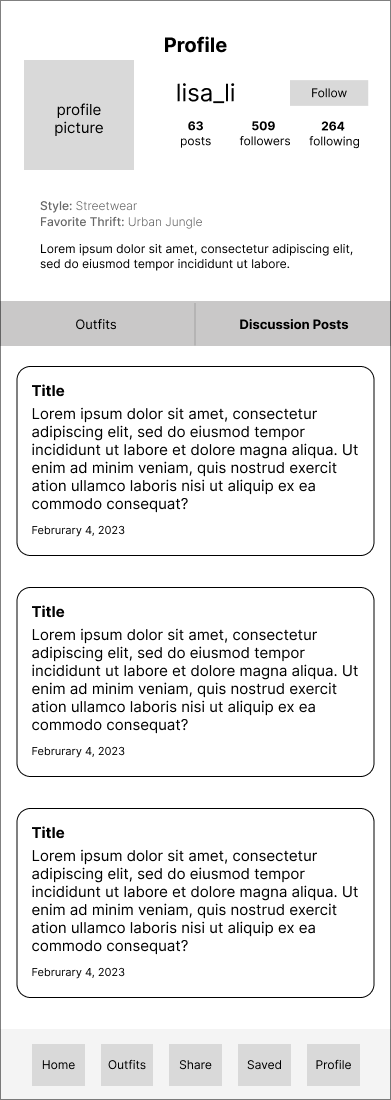 Profile
profile
picture
lisa_li
Follow
63
posts
509
followers
264
following
Style: Streetwear
Favorite Thrift: Urban Jungle
Lorem ipsum dolor sit amet, consectetur adipiscing elit,
sed do eiusmod tempor incididunt ut labore.
Outfits
Discussion Posts
Title
Lorem ipsum dolor sit amet, consectetur
adipiscing elit, sed do eiusmod tempor
incididunt ut labore et dolore magna aliqua. Ut
enim ad minim veniam, quis nostrud exercit
ation ullamco laboris nisi ut aliquip ex ea
commodo consequat?
Februrary 4, 2023
Title
Lorem ipsum dolor sit amet, consectetur
adipiscing elit, sed do eiusmod tempor
incididunt ut labore et dolore magna aliqua. Ut
enim ad minim veniam, quis nostrud exercit
ation ullamco laboris nisi ut aliquip ex ea
commodo consequat?
Februrary 4, 2023
Title
Lorem ipsum dolor sit amet, consectetur
adipiscing elit, sed do eiusmod tempor
incididunt ut labore et dolore magna aliqua. Ut
enim ad minim veniam, quis nostrud exercit
ation ullamco laboris nisi ut aliquip ex ea
commodo consequat?
Februrary 4, 2023
Home
Outfits
Share
Saved
Profile